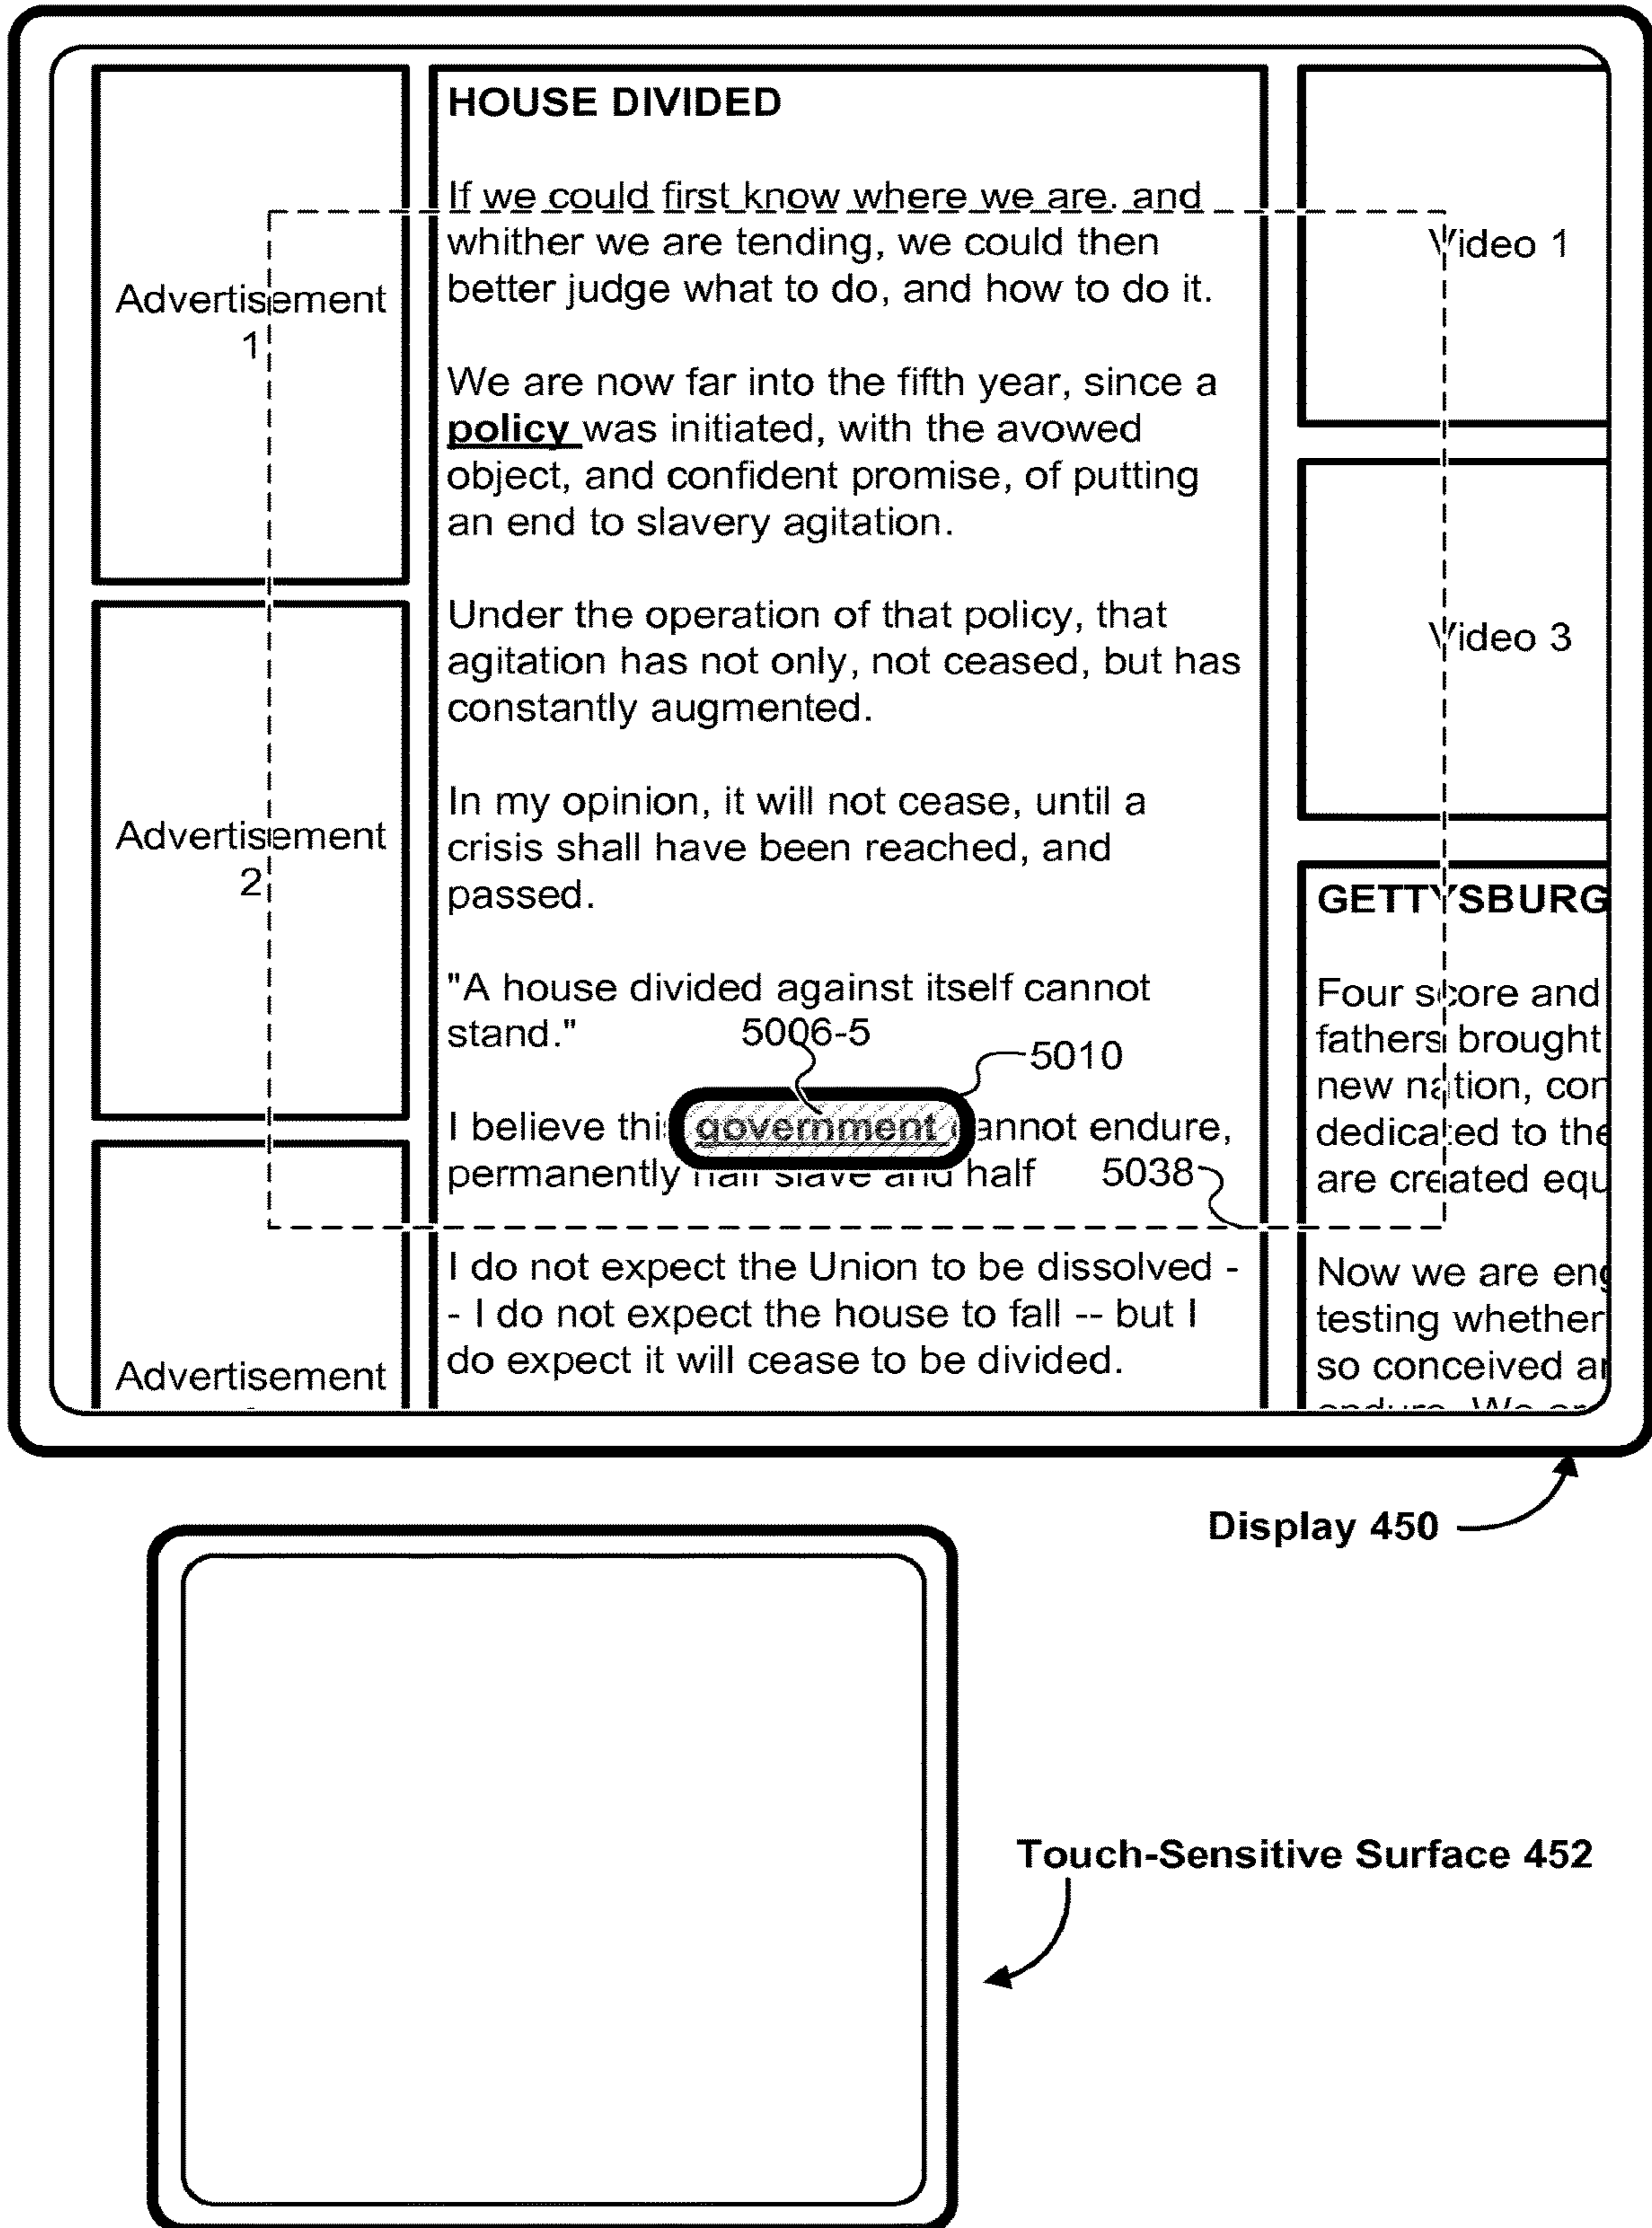 Advertisement
1
Advertisement
2
Advertisement
HOUSE DIVIDED
If we could first know where we are. and
whither we are tending, we could then
better judge what to do, and how to do it.
We are now far into the fifth year, since a
policy was initiated, with the avowed
object, and confident promise, of putting
an end to slavery agitation.
Under the operation of that policy, that
agitation has not only, not ceased, but has
constantly augmented.
In my opinion, it will not cease, until a
crisis shall have been reached, and
passed.
"A house divided against itself cannot
stand."
5006-5
5010
I believe thi government annot endure,
permanently half slave and half
5038
I do not expect the Union to be dissolved -
- I do not expect the house to fall -- but I
do expect it will cease to be divided.
Video 1
Video 3
GETTYSBURG
Four score and
fathers brought
new nation, con
dedicated to the
are created equ
Now we are eng
testing whether
so conceived an
Display 450
Touch-Sensitive Surface 452